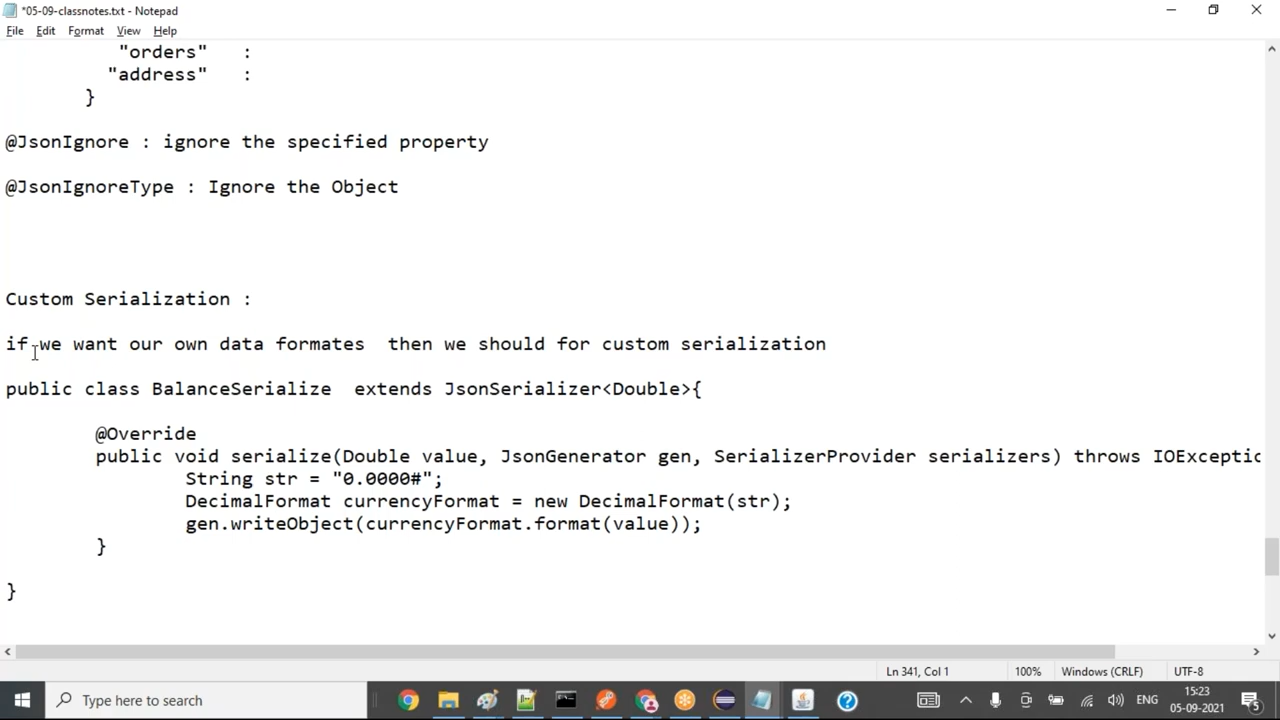 *05-09-classnotes.txt - Notepad
File Edit Format View Help
"orders" :
"address" :
}
@JsonIgnore : ignore the specified property
@JsonIgnoreType : Ignore the Object
Custom Serialization :
if we want our own data formates then we should for custom serialization
public class BalanceSerialize extends JsonSerializer<Double>{
@Override
public void serialize(Double value, JsonGenerator gen, SerializerProvider serializers) throws IOExceptic
String str = "0.0000#";
DecimalFormat currencyFormat = new DecimalFormat(str);
gen.writeObject(currencyFormat.format(value));
}
}
Ln 341, Col 1 100% Windows (CRLF) UTF-8
Type here to search
ENG
15:23
05-09-2021
5